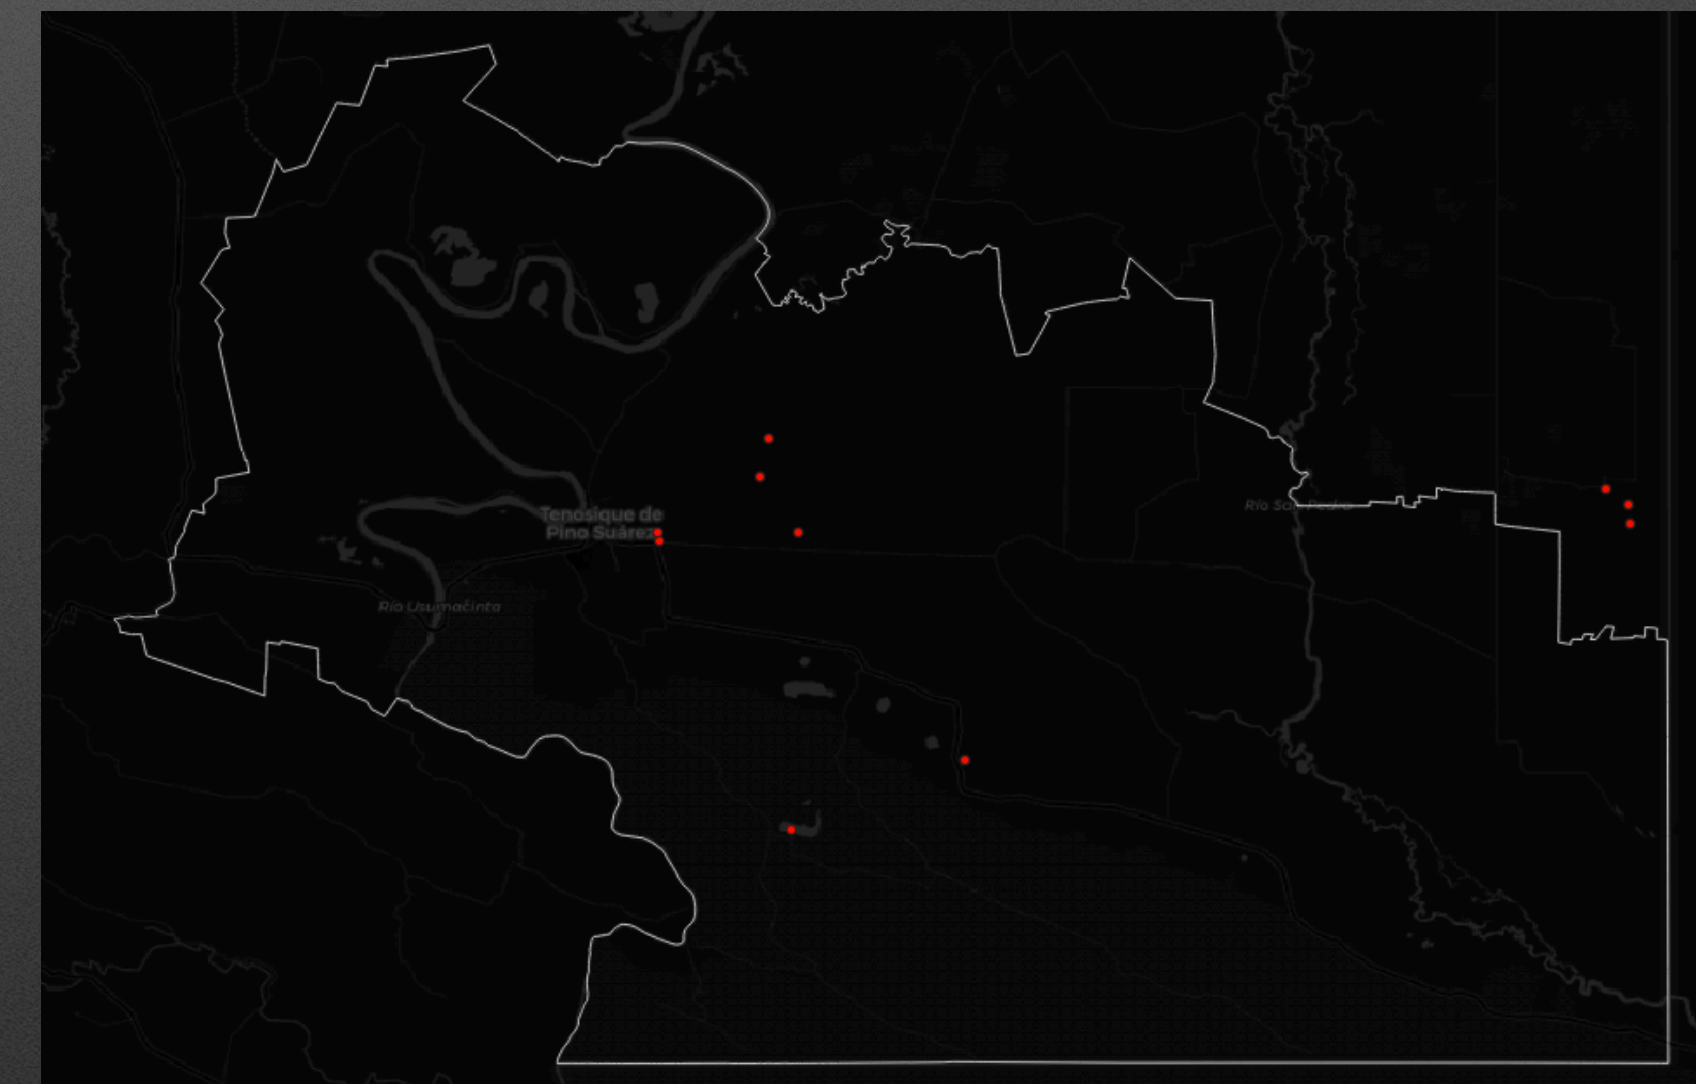 Tenosique de
Pino Suárez
Río San Pedro
Río Usumacinta